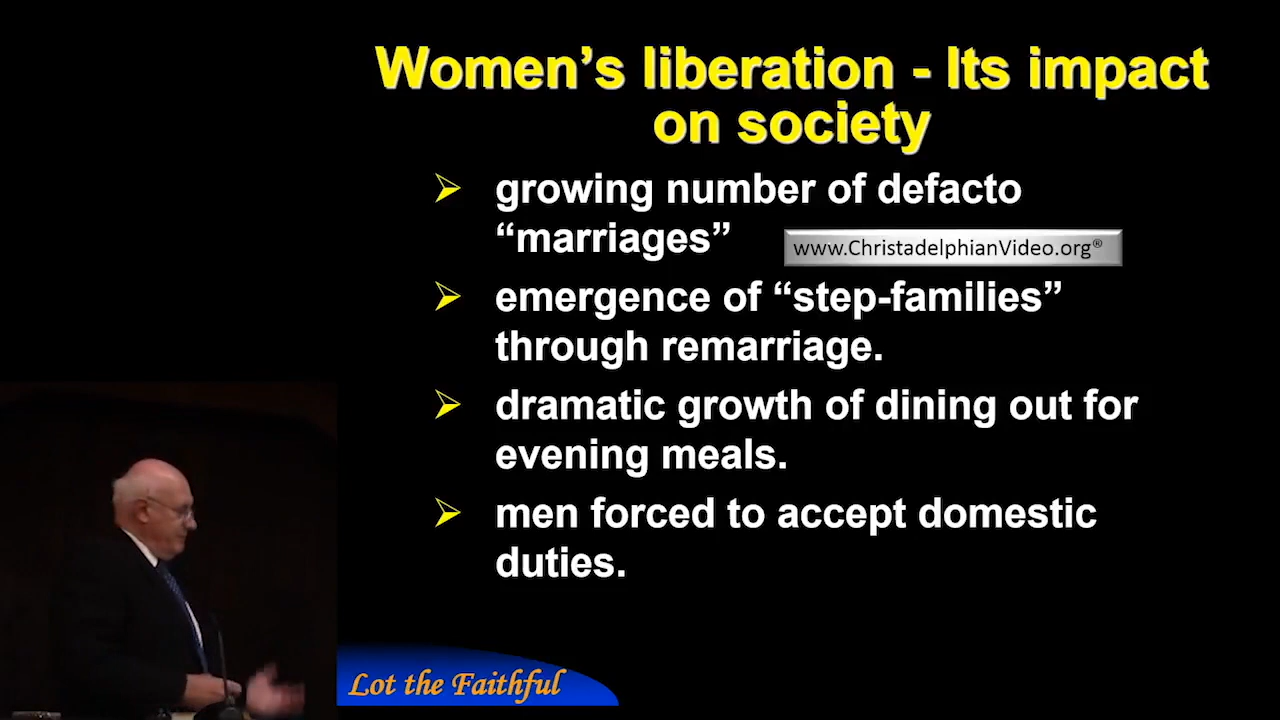 Women’s liberation - Its impact
on society
growing number of defacto
“marriages”
www.ChristadelphianVideo.org®
emergence of “step-families”
through remarriage.
dramatic growth of dining out for
evening meals.
men forced to accept domestic
duties.
Lot the Faithful